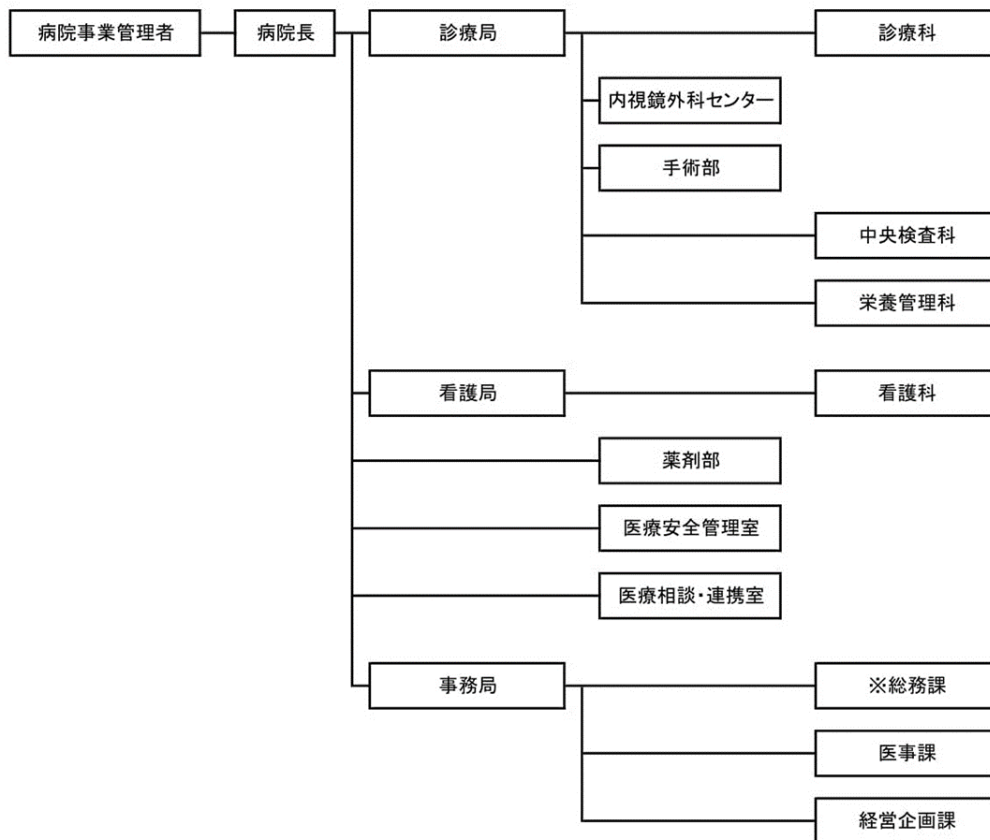 病院事業管理者
病院長
診療局
診療科
内視鏡外科センター
手術部
中央検査科
栄養管理科
看護局
看護科
薬剤部
医療安全管理室
医療相談・連携室
事務局
※総務課
医事課
経営企画課